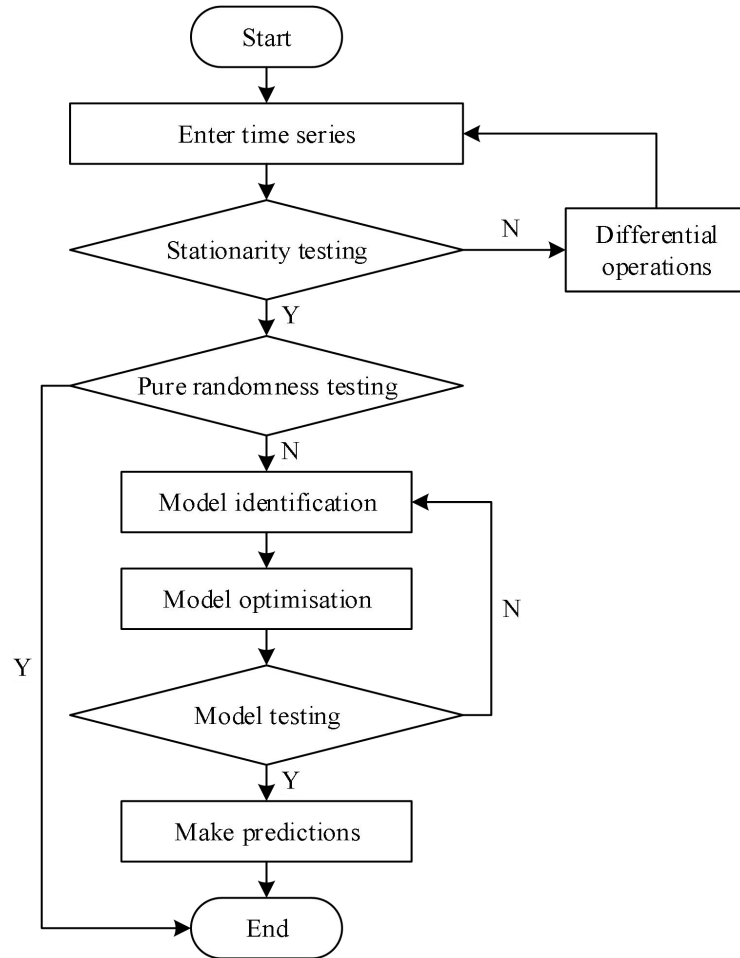 Start
Enter time series
Stationarity testing
N
Differential
operations
Y
Pure randomness testing
N
Model identification
Model optimisation
N
Y
Model testing
Y
Make predictions
End